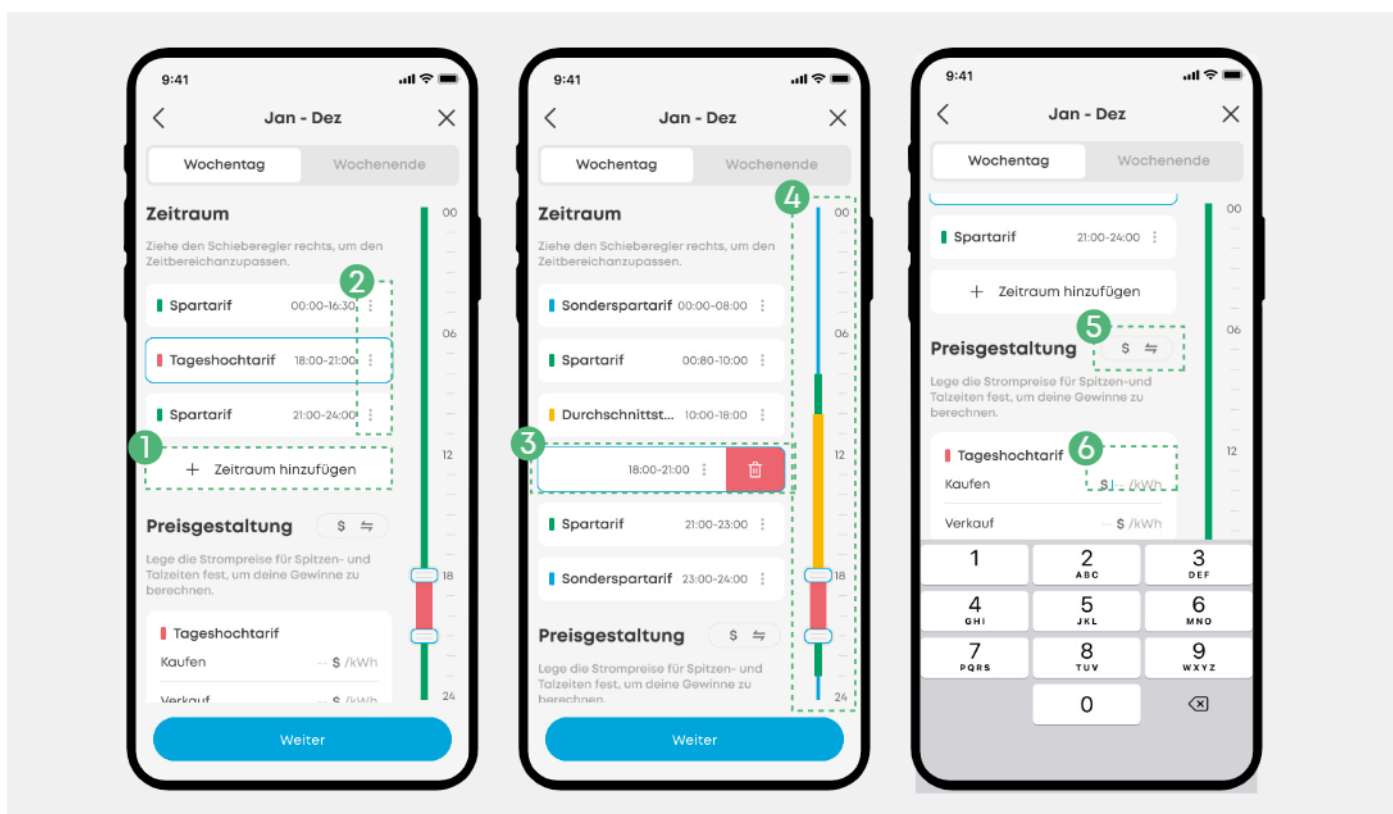 9:41
Jan - Dez
Wochentag Wochenende
Zeitraum
Ziehe den Schieberegler rechts, um den
Zeitbereichanzupassen.
2
Spartarif 00:00-16:30
Tageshochtarif 18:00-21:00
Spartarif 21:00-24:00
1
+ Zeitraum hinzufügen
Preisgestaltung $
Lege die Strompreise für Spitzen- und
Talzeiten fest, um deine Gewinne zu
berechnen.
Tageshochtarif
Kaufen -- $ /kWh
Verkauf -- $ /kWh
00
06
12
18
24
Weiter
9:41
Jan - Dez
Wochentag Wochenende
4
Zeitraum
Ziehe den Schieberegler rechts, um den
Zeitbereichanzupassen.
Sonderspartarif 00:00-08:00
Spartarif 00:80-10:00
Durchschnittst... 10:00-18:00
3
18:00-21:00
Spartarif 21:00-23:00
Sonderspartarif 23:00-24:00
Preisgestaltung $
Lege die Strompreise für Spitzen- und
Talzeiten fest, um deine Gewinne zu
berechnen.
00
06
12
18
24
Weiter
9:41
Jan - Dez
Wochentag Wochenende
Spartarif 21:00-24:00
+ Zeitraum hinzufügen
5
Preisgestaltung $
Lege die Strompreise für Spitzen-und
Talzeiten fest, um deine Gewinne zu
berechnen.
Tageshochtarif
6
Kaufen $ -- /kWh
Verkauf -- $ /kWh
00
06
12
1 2 3
ABC DEF
4 5 6
GHI JKL MNO
7 8 9
PQRS TUV WXYZ
0